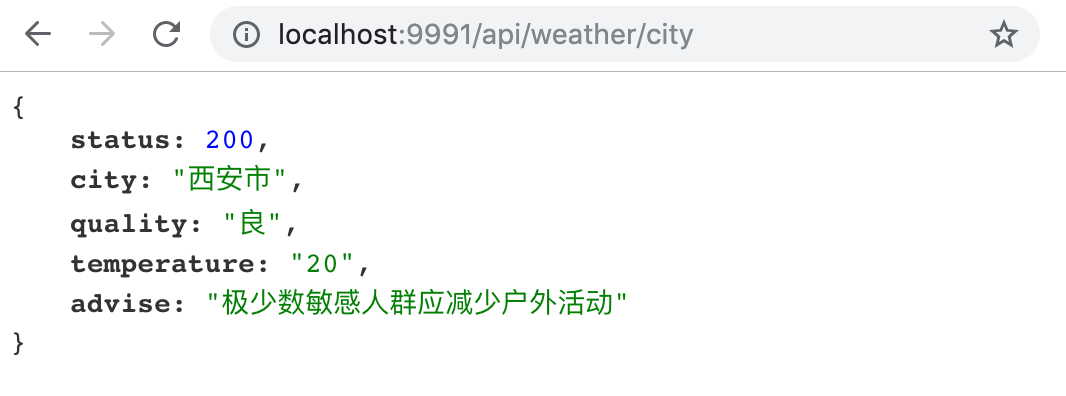 localhost:9991/api/weather/city
{
status: 200,
city: "西安市",
quality: "良",
temperature: "20",
advise: "极少数敏感人群应减少户外活动"
}